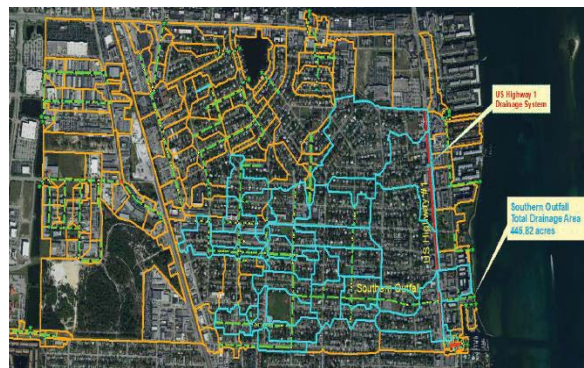 US Highway 1
Drainage System
Southern Outfall
Total Drainage Area
445.82 acres
US Highway #1
Southern Outfall